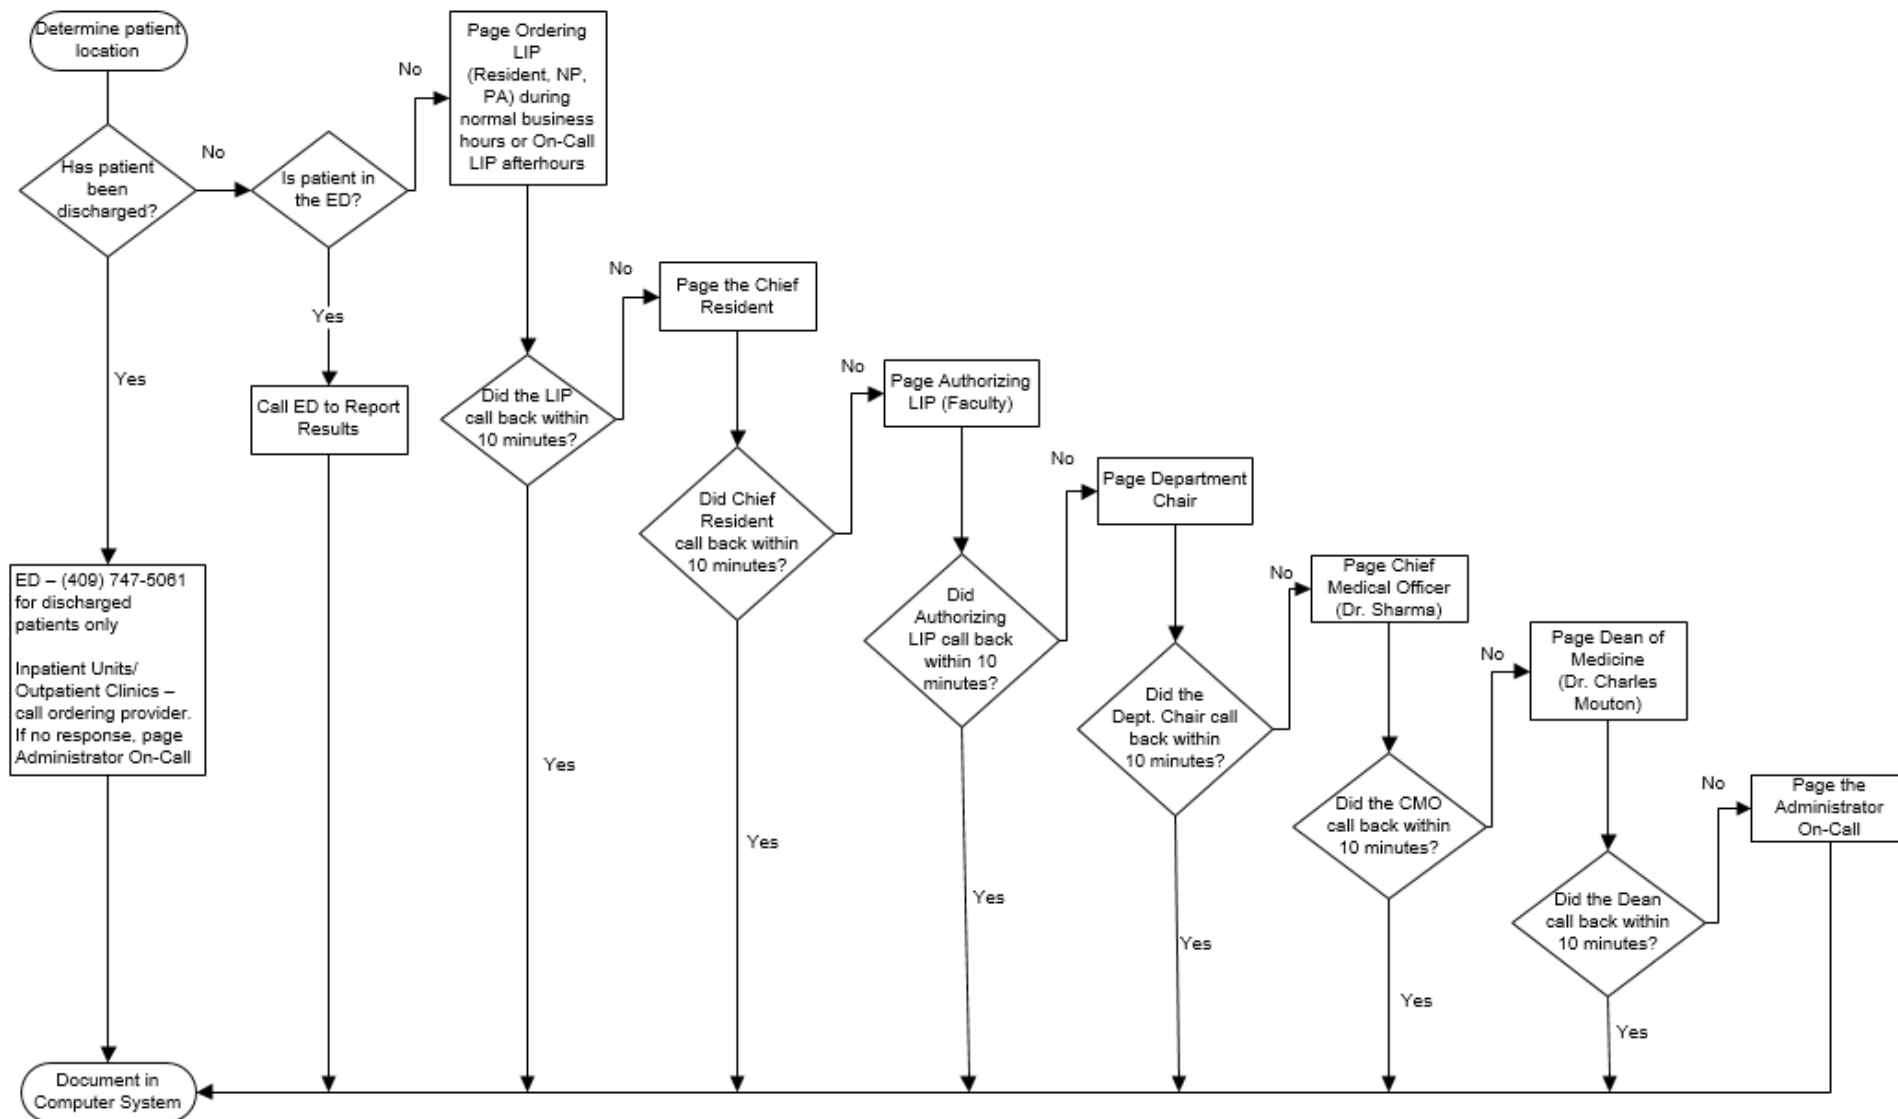 Determine patient
location
Has patient
been
discharged?
No
Is patient in
the ED?
No
Page Ordering
LIP
(Resident, NP,
PA) during
normal business
hours or On-Call
LIP afterhours
Yes
Call ED to Report
Results
Yes
ED – (409) 747-5061
for discharged
patients only
Inpatient Units/
Outpatient Clinics –
call ordering provider.
If no response, page
Administrator On-Call
Did the LIP
call back within
10 minutes?
No
Page the Chief
Resident
Yes
Did Chief
Resident
call back within
10 minutes?
No
Page Authorizing
LIP (Faculty)
Yes
Did
Authorizing
LIP call back
within 10
minutes?
No
Page Department
Chair
Yes
Did the
Dept. Chair call
back within
10 minutes?
No
Page Chief
Medical Officer
(Dr. Sharma)
Yes
Did the CMO
call back within
10 minutes?
No
Page Dean of
Medicine
(Dr. Charles
Mouton)
Yes
Did the Dean
call back within
10 minutes?
No
Page the
Administrator
On-Call
Yes
Document in
Computer System